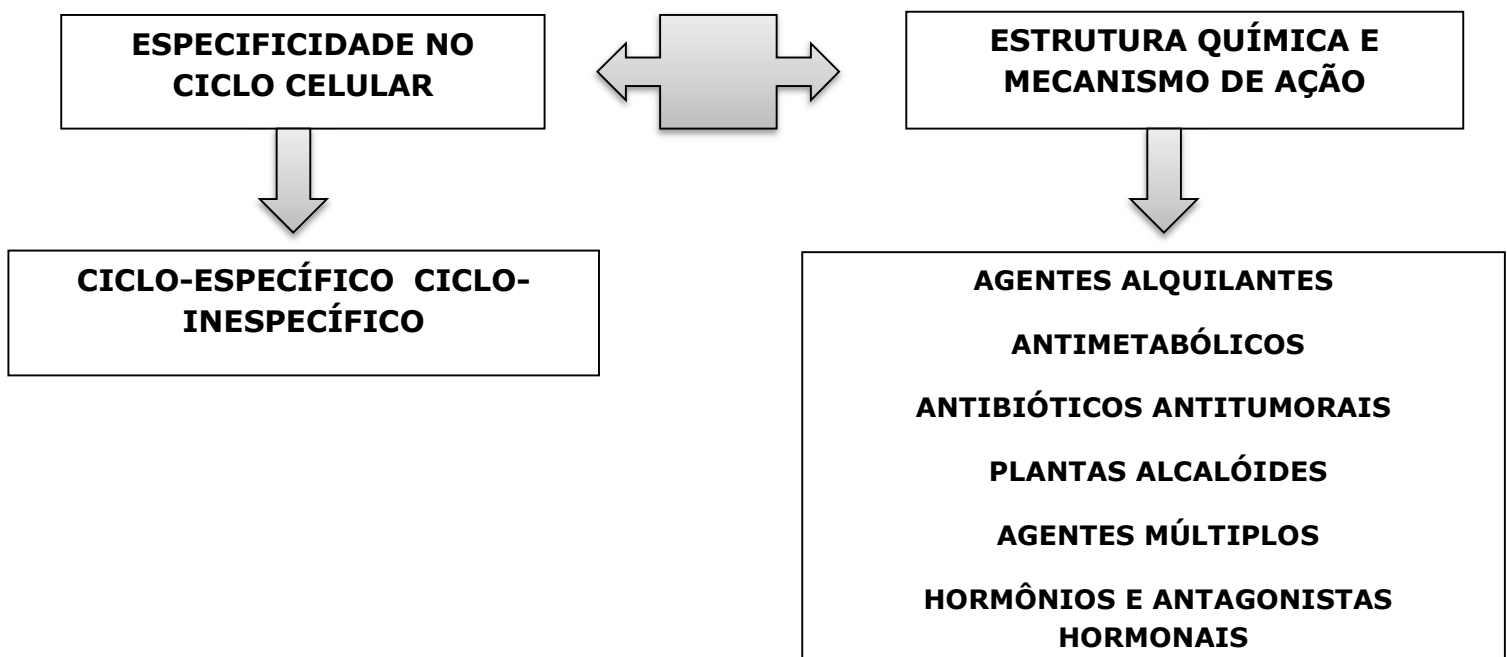 ESPECIFICIDADE NO
CICLO CELULAR
ESTRUTURA QUÍMICA E
MECANISMO DE AÇÃO
CICLO-ESPECÍFICO CICLO-
INESPECÍFICO
AGENTES ALQUILANTES
ANTIMETABÓLICOS
ANTIBIÓTICOS ANTITUMORAIS
PLANTAS ALCALÓIDES
AGENTES MÚLTIPLOS
HORMÔNIOS E ANTAGONISTAS
HORMONAIS